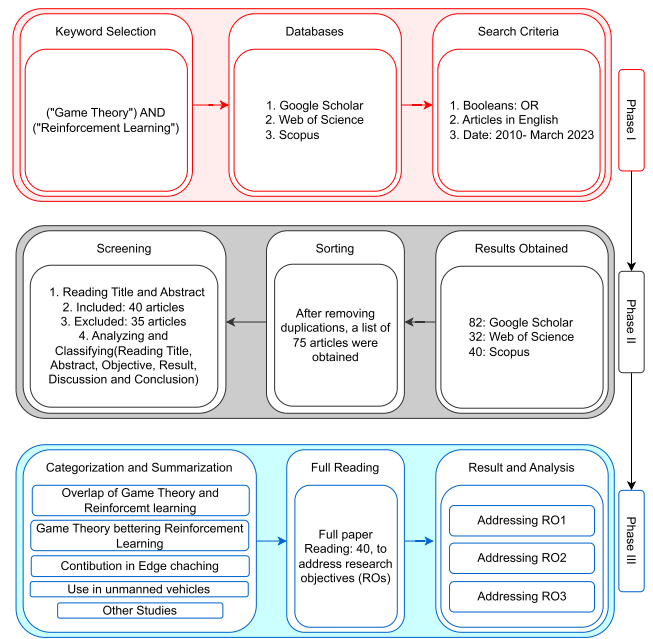 Keyword Selection
("Game Theory") AND
("Reinforcement Learning")
Databases
1. Google Scholar
2. Web of Science
3. Scopus
Search Criteria
1. Booleans: OR
2. Articles in English
3. Date: 2010- March 2023
Phase I
Screening
1. Reading Title and Abstract
2. Included: 40 articles
3. Excluded: 35 articles
4. Analyzing and
Classifying(Reading Title,
Abstract, Objective, Result,
Discussion and Conclusion)
Sorting
After removing
duplications, a list of
75 articles were
obtained
Results Obtained
82: Google Scholar
32: Web of Science
40: Scopus
Phase II
Categorization and Summarization
Overlap of Game Theory and
Reinforcemt learning
Game Theory bettering Reinforcement
Learning
Contibution in Edge chaching
Use in unmanned vehicles
Other Studies
Full Reading
Full paper
Reading: 40, to
address research
objectives (ROs)
Result and Analysis
Addressing RO1
Addressing RO2
Addressing RO3
Phase III